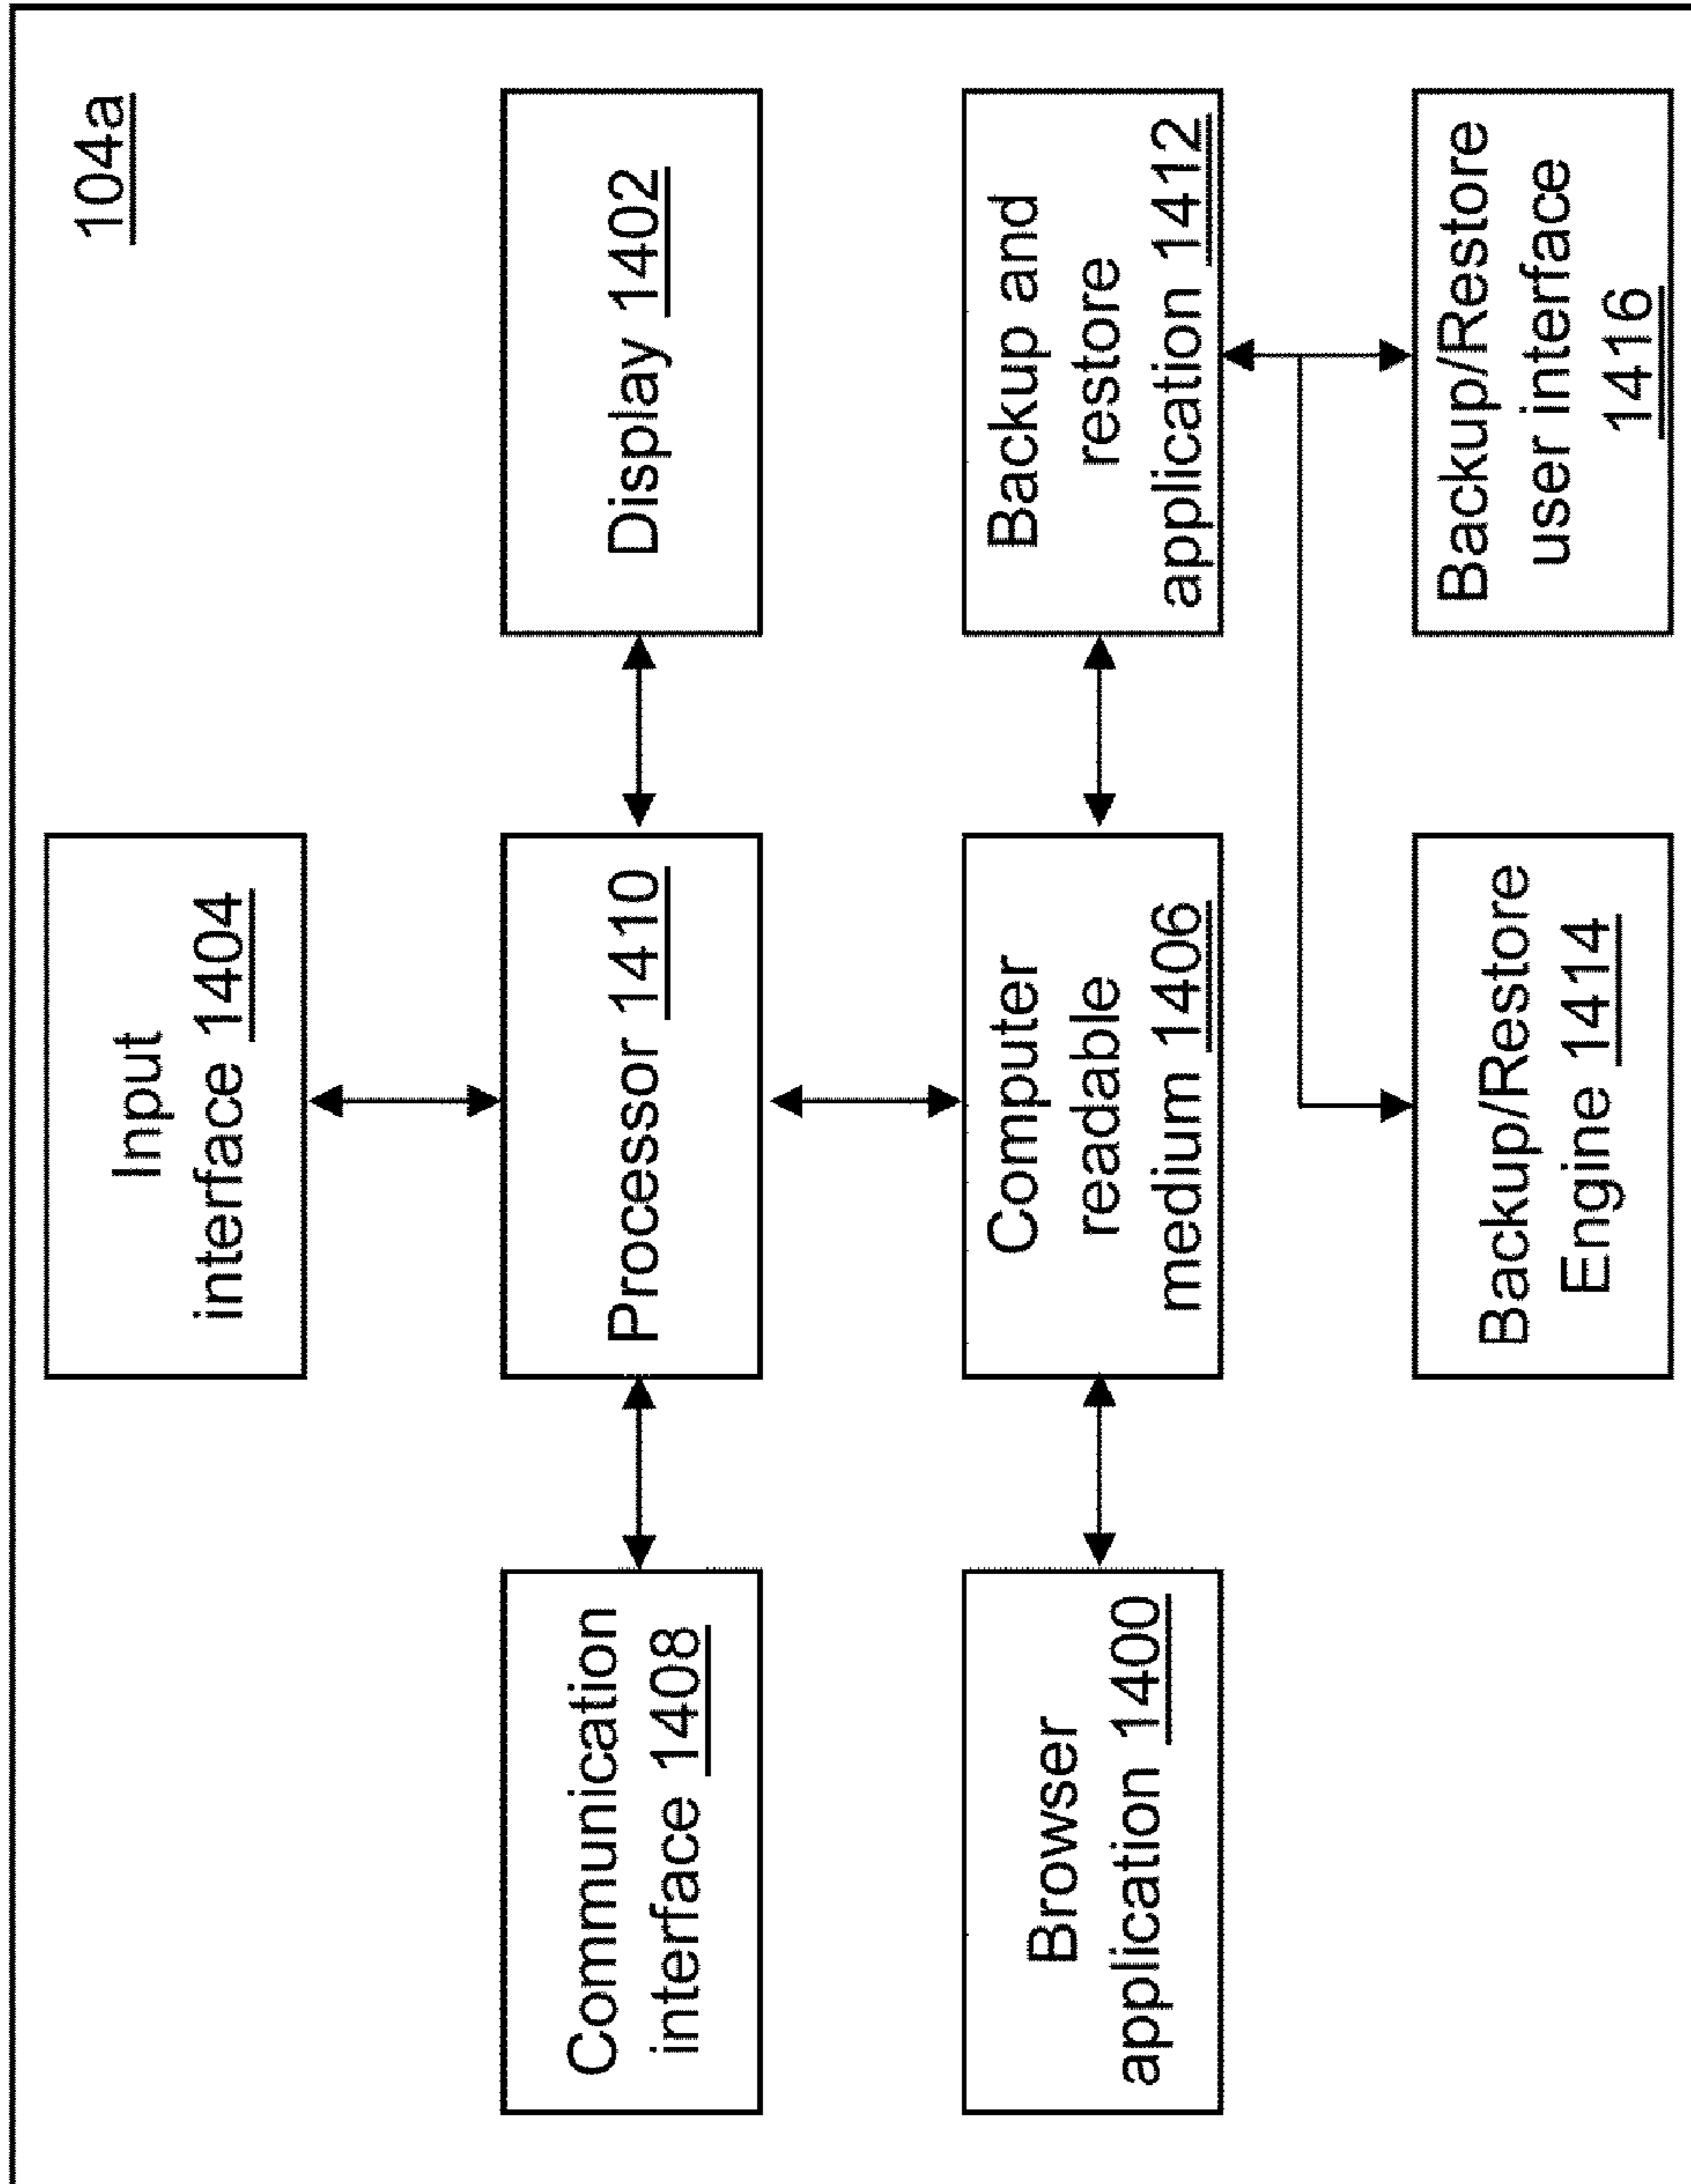 104a
Input
interface 1404
Communication
interface 1408
Processor 1410
Display 1402
Browser
application 1400
Computer
readable
medium 1406
Backup and
restore
application 1412
Backup/Restore
Engine 1414
Backup/Restore
user interface
1416